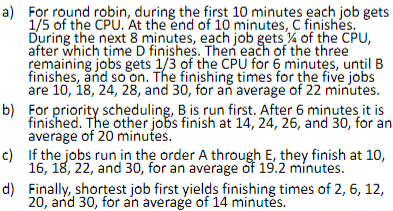 a) For round robin, during the first 10 minutes each job gets
1/5 of the CPU. At the end of 10 minutes, C finishes.
During the next 8 minutes, each job gets ¼ of the CPU,
after which time D finishes. Then each of the three
remaining jobs gets 1/3 of the CPU for 6 minutes, until B
finishes, and so on. The finishing times for the five jobs
are 10, 18, 24, 28, and 30, for an average of 22 minutes.
b) For priority scheduling, B is run first. After 6 minutes it is
finished. The other jobs finish at 14, 24, 26, and 30, for an
average of 20 minutes.
c) If the jobs run in the order A through E, they finish at 10,
16, 18, 22, and 30, for an average of 19.2 minutes.
d) Finally, shortest job first yields finishing times of 2, 6, 12,
20, and 30, for an average of 14 minutes.